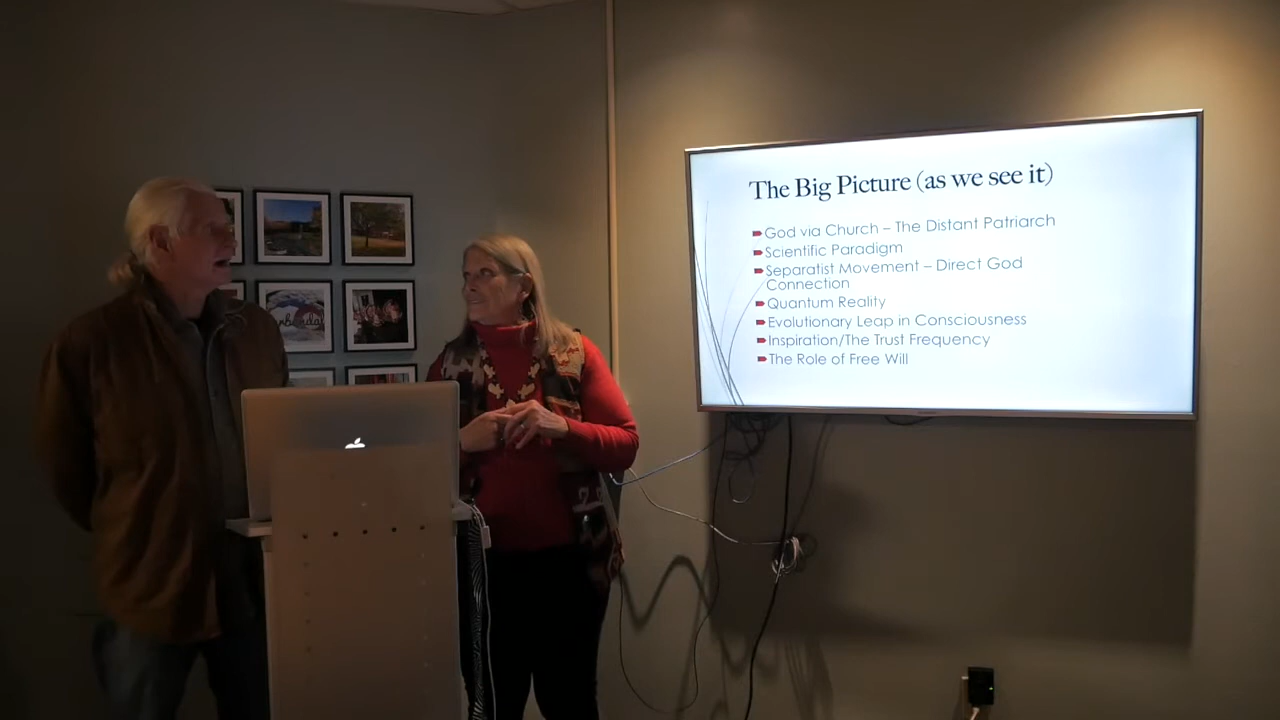 The Big Picture (as we see it)
God via Church – The Distant Patriarch
Scientific Paradigm
Separatist Movement – Direct God
Connection
Quantum Reality
Evolutionary Leap in Consciousness
Inspiration/The Trust Frequency
The Role of Free Will